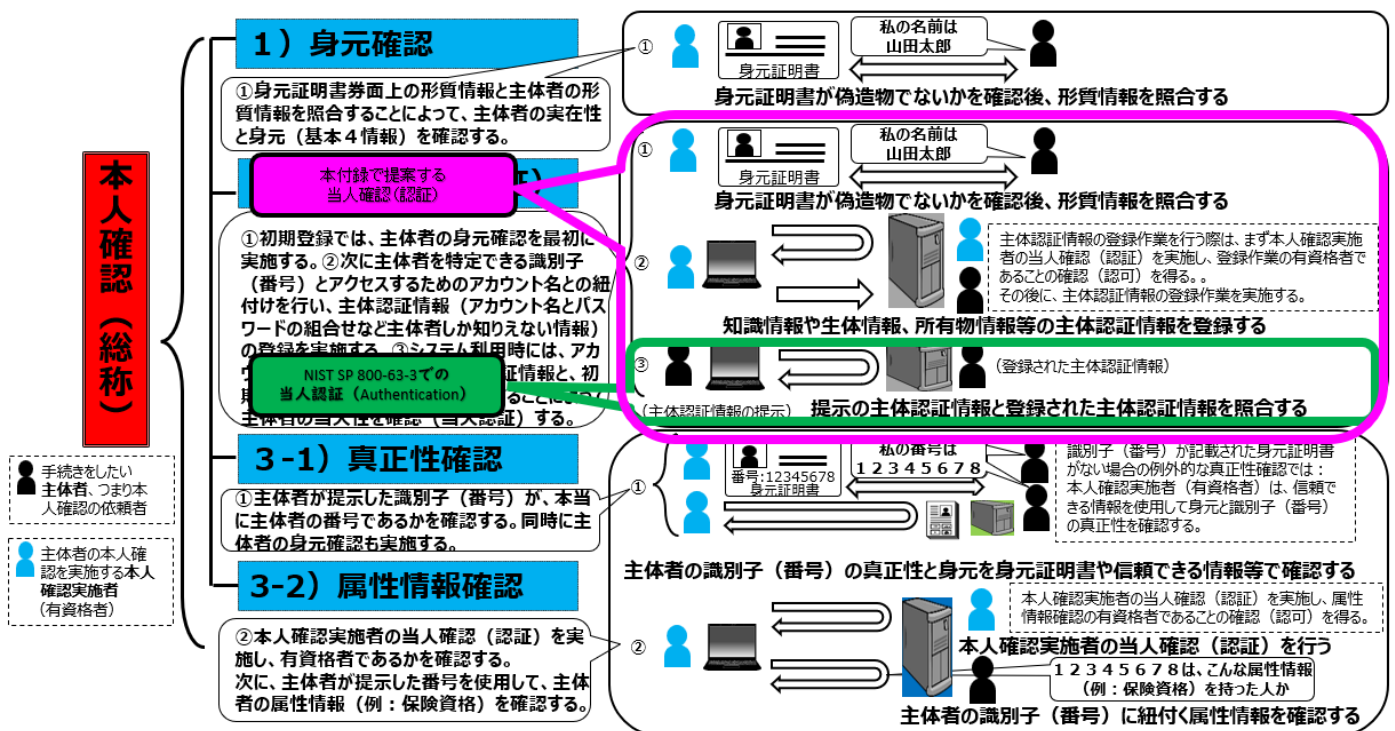 本人確認（総称）
手続きをしたい
主体者、つまり本
人確認の依頼者
主体者の本人確
認を実施する本人
確認実施者
（有資格者）
1）身元確認
①身元証明書券面上の形質情報と主体者の形
質情報を照合することによって、主体者の実在性
と身元（基本４情報）を確認する。
本付録で提案する
当人確認（認証）
①初期登録では、主体者の身元確認を最初に
実施する。②次に主体者を特定できる識別子
（番号）とアクセスするためのアカウント名との紐
付けを行い、主体認証情報（アカウント名とパス
ワードの組合せなど主体者しか知りえない情報）
の登録を実施する。③システム利用時には、アカ
証情報と、初
NIST SP 800-63-3での
当人認証（Authentication）
主体者の当人性を確認（当人認証）する。
3-1）真正性確認
①主体者が提示した識別子（番号）が、本当
に主体者の番号であるかを確認する。同時に主
体者の身元確認も実施する。
3-2）属性情報確認
②本人確認実施者の当人確認（認証）を実
施し、有資格者であるかを確認する。
次に、主体者が提示した番号を使用して、主体
者の属性情報（例：保険資格）を確認する。
①
身元証明書
私の名前は
山田太郎
身元証明書が偽造物でないかを確認後、形質情報を照合する
①
身元証明書
私の名前は
山田太郎
身元証明書が偽造物でないかを確認後、形質情報を照合する
②
主体認証情報の登録作業を行う際は、まず本人確認実施
者の当人確認（認証）を実施し、登録作業の有資格者で
あることの確認（認可）を得る。。
その後に、主体認証情報の登録作業を実施する。
知識情報や生体情報、所有物情報等の主体認証情報を登録する
③
（登録された主体認証情報）
（主体認証情報の提示）
提示の主体認証情報と登録された主体認証情報を照合する
①
番号:12345678
身元証明書
私の番号は
１２３４５６７８
識別子（番号）が記載された身元証明書
がない場合の例外的な真正性確認では：
本人確認実施者（有資格者）は、信頼で
きる情報を使用して身元と識別子（番号）
の真正性を確認する。
主体者の識別子（番号）の真正性と身元を身元証明書や信頼できる情報等で確認する
②
本人確認実施者の当人確認（認証）を実施し、属性
情報確認の有資格者であることの確認（認可）を得る。
本人確認実施者の当人確認（認証）を行う
１２３４５６７８は、こんな属性情報
（例：保険資格）を持った人か
主体者の識別子（番号）に紐付く属性情報を確認する